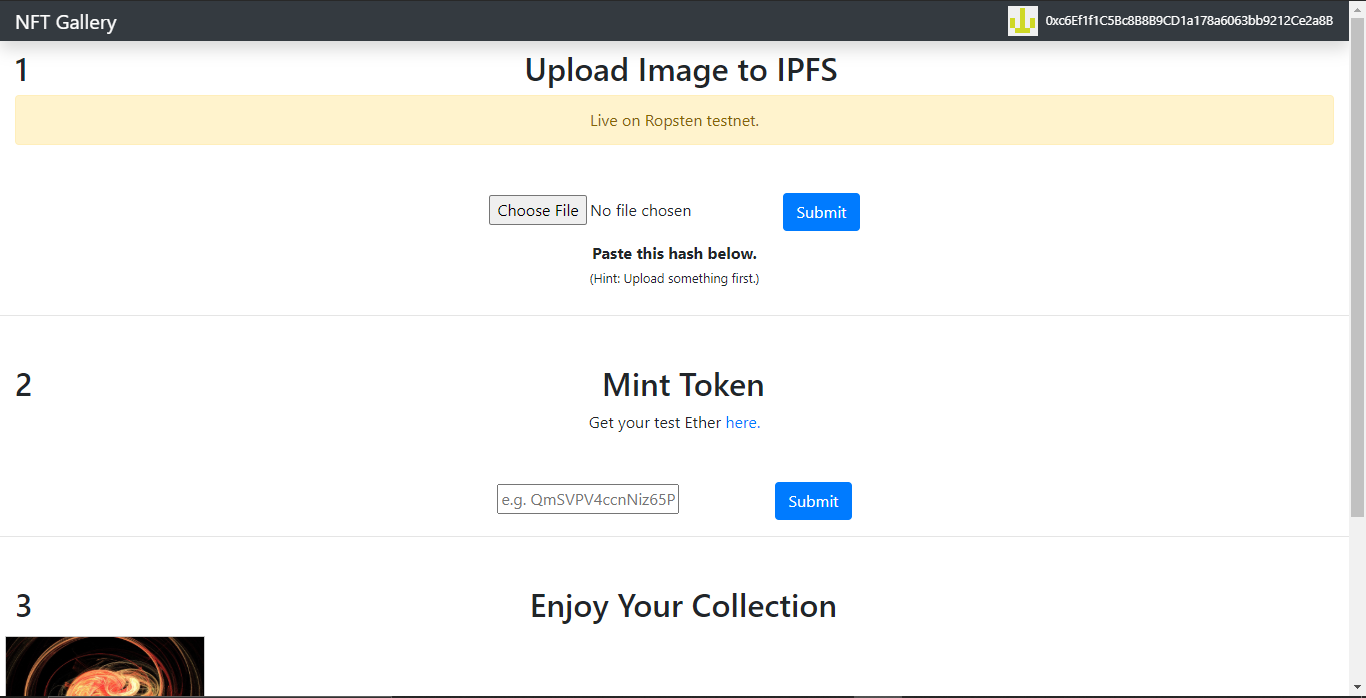 NFT Gallery
0xc6Ef1f1C5Bc8B8B9CD1a178a6063bb9212Ce2a8B
1
Upload Image to IPFS
Live on Ropsten testnet.
Choose File No file chosen
Submit
Paste this hash below.
(Hint: Upload something first.)
2
Mint Token
Get your test Ether here.
e.g. QmSVPV4ccnNiz65P
Submit
3
Enjoy Your Collection